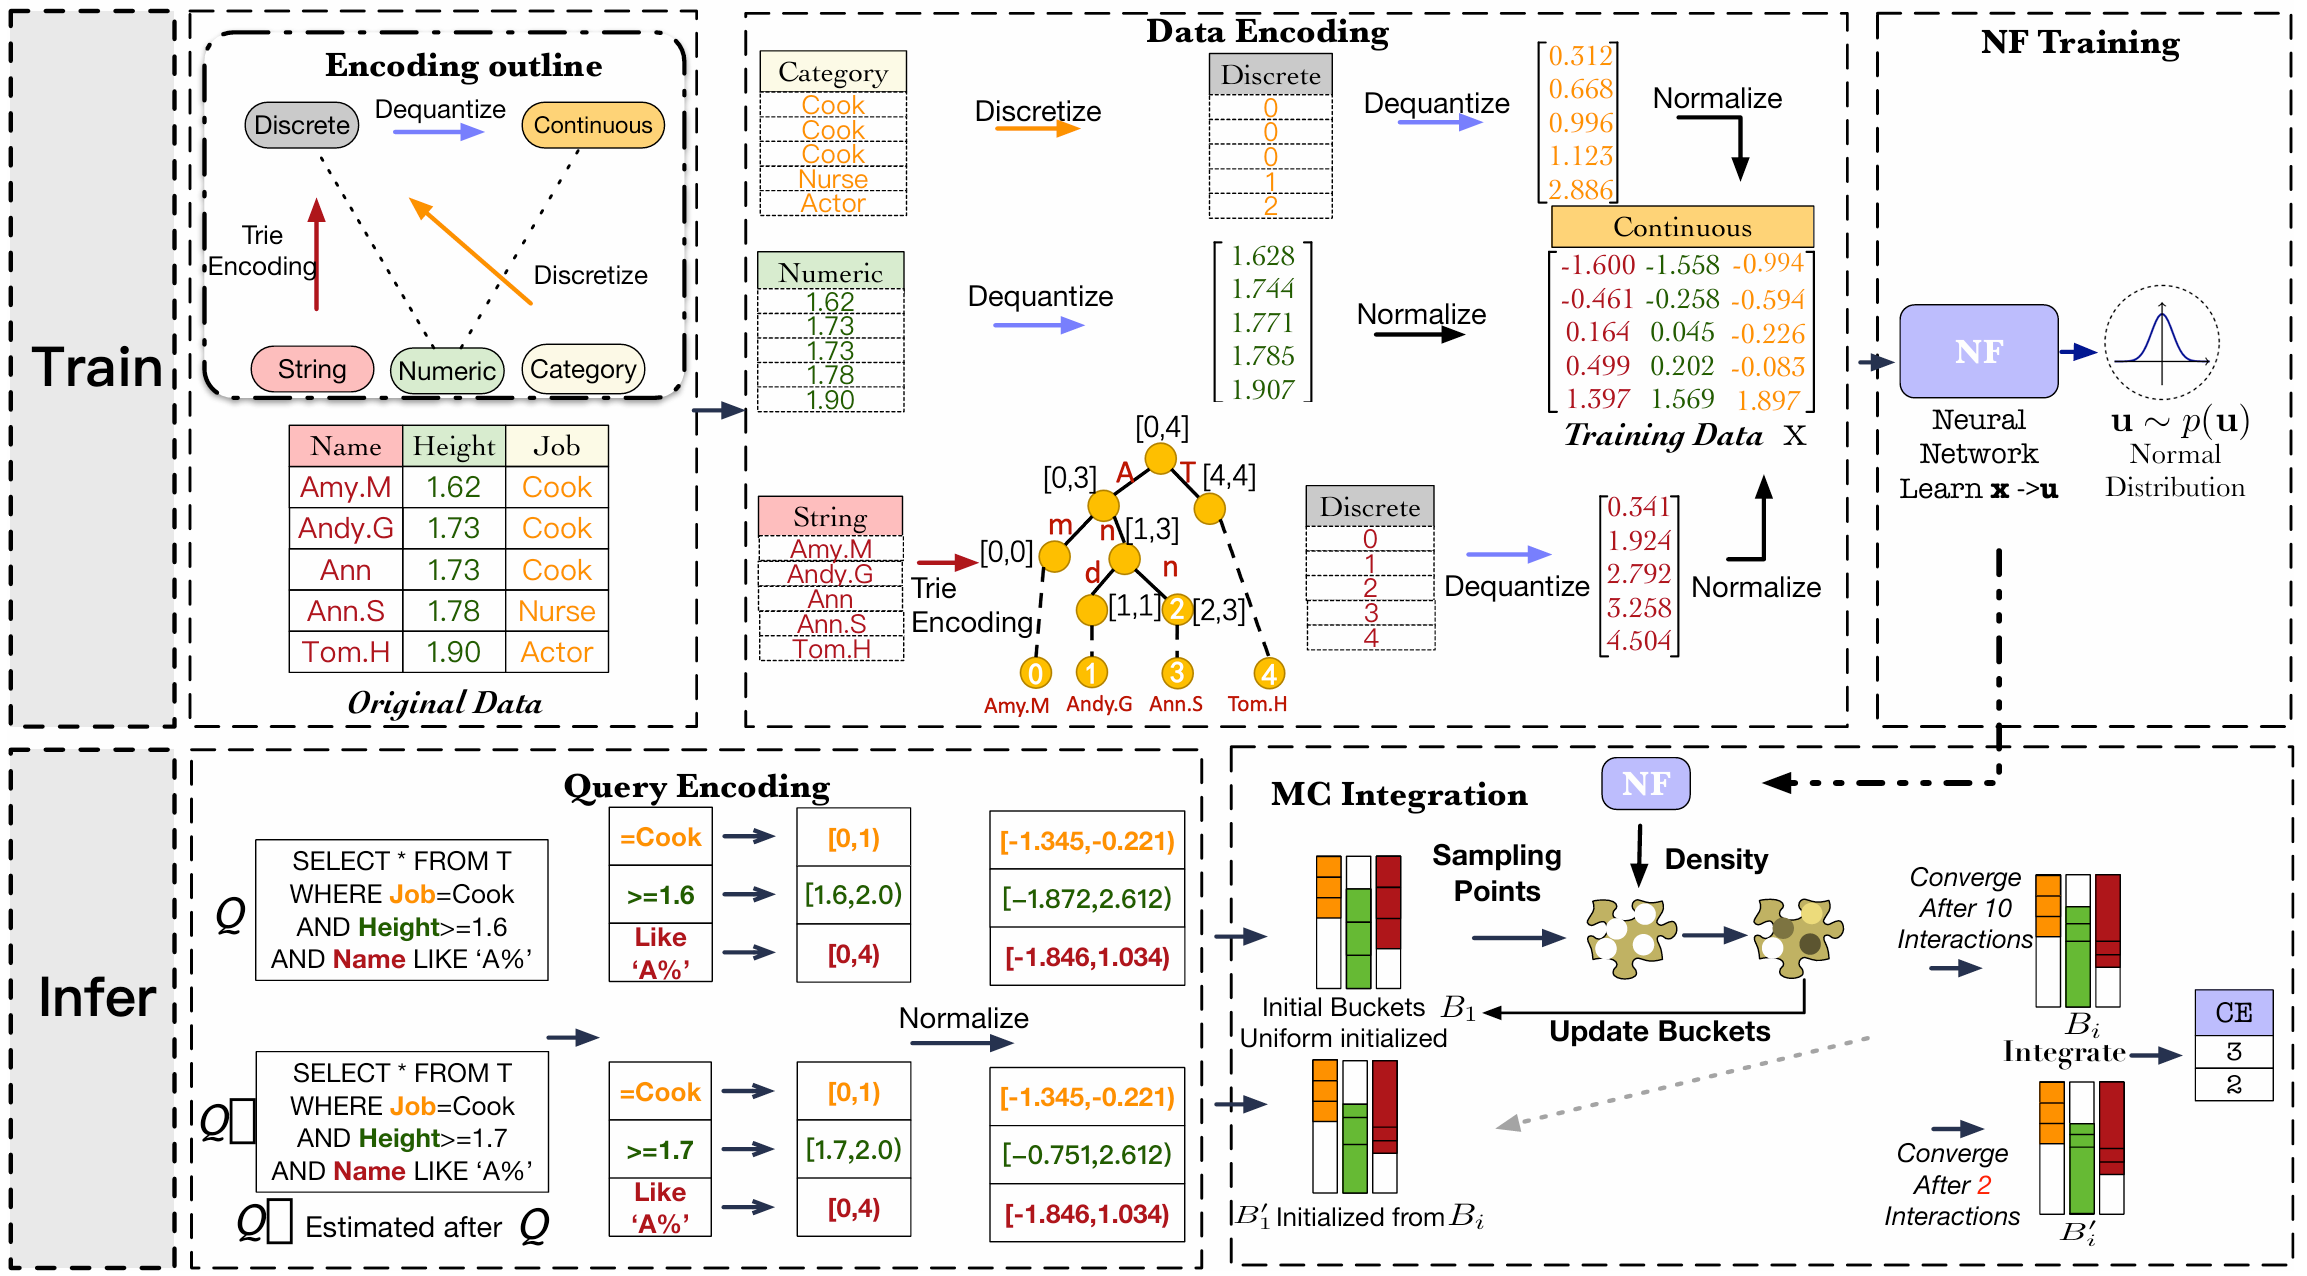 Train
Encoding outline
Discrete
Dequantize
Continuous
Trie
Encoding
Discretize
String
Numeric
Category
Name Height Job
Amy.M 1.62 Cook
Andy.G 1.73 Cook
Ann 1.73 Cook
Ann.S 1.78 Nurse
Tom.H 1.90 Actor
Original Data
Data Encoding
Category
Cook
Cook
Cook
Nurse
Actor
Discretize
Discrete
0
0
0
1
2
Dequantize
0.312
0.668
0.996
1.123
2.886
Normalize
Numeric
1.62
1.73
1.73
1.78
1.90
Dequantize
1.628
1.744
1.771
1.785
1.907
Normalize
Continuous
-1.600 -1.558 -0.994
-0.461 -0.258 -0.594
0.164 0.045 -0.226
0.499 0.202 -0.083
1.397 1.569 1.897
Training Data X
String
Amy.M
Andy.G
Ann
Ann.S
Tom.H
Trie
Encoding
[0,4]
[0,3] A T [4,4]
m n [1,3]
[0,0]
d n
[1,1] 2 [2,3]
0 1 3 4
Amy.M Andy.G Ann.S Tom.H
Discrete
0
1
2
3
4
Dequantize
0.341
1.924
2.792
3.258
4.504
Normalize
NF Training
NF
Neural
Network
Learn x ->u
u ∼ p(u)
Normal
Distribution
Infer
Query Encoding
Q
SELECT * FROM T
WHERE Job=Cook
AND Height>=1.6
AND Name LIKE ‘A%’
=Cook [0,1) [-1.345,-0.221)
>=1.6 [1.6,2.0) [−1.872,2.612)
Like
‘A%’ [0,4) [-1.846,1.034)
Normalize
Q□
SELECT * FROM T
WHERE Job=Cook
AND Height>=1.7
AND Name LIKE ‘A%’
=Cook [0,1) [-1.345,-0.221)
>=1.7 [1.7,2.0) [−0.751,2.612)
Like
‘A%’ [0,4) [-1.846,1.034)
Q□ Estimated after Q
MC Integration
NF
Sampling
Points
Density
Initial Buckets B₁
Uniform initialized
Update Buckets
B′₁ Initialized from Bᵢ
Converge
After 10
Interactions
Bᵢ
Integrate
CE
3
2
Converge
After 2
Interactions
B′ᵢ